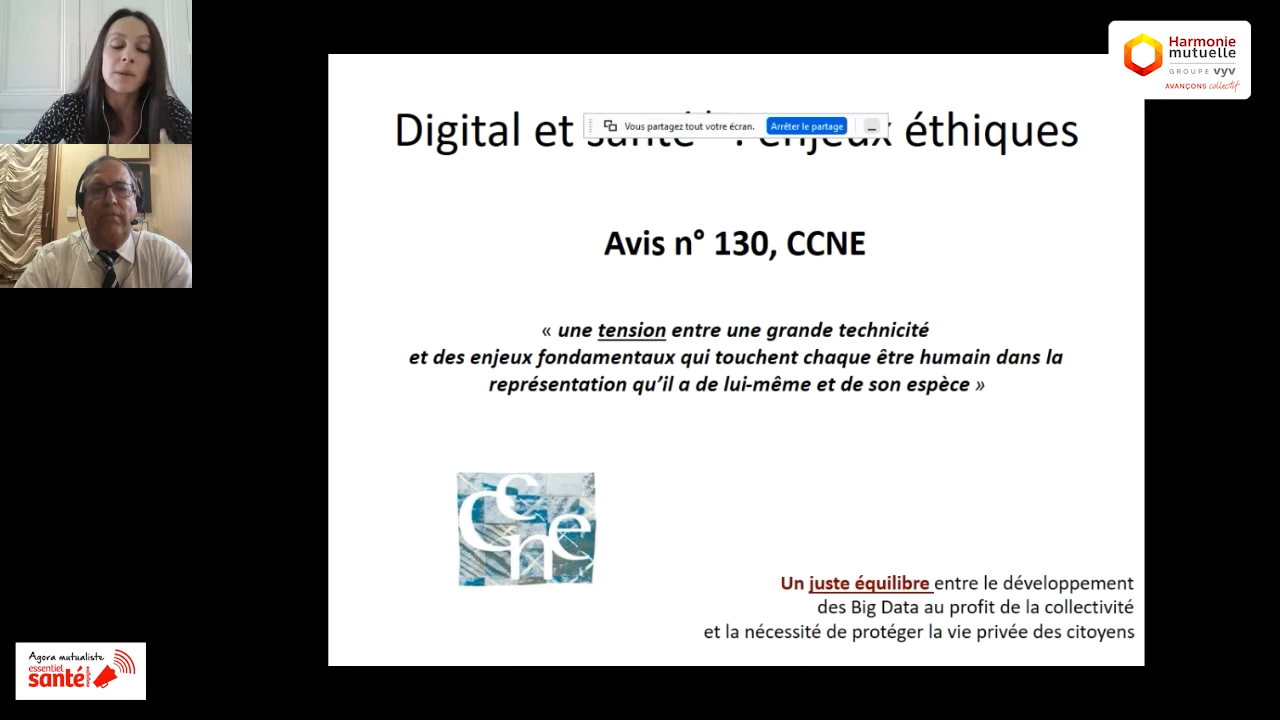 Harmonie
mutuelle
GROUPE vyv
AVANÇONS collectif
Digital et santé : enjeux éthiques
Vous partagez tout votre écran. Arrêter le partage
Avis n° 130, CCNE
« une tension entre une grande technicité
et des enjeux fondamentaux qui touchent chaque être humain dans la
représentation qu’il a de lui-même et de son espèce »
ccne
Un juste équilibre entre le développement
des Big Data au profit de la collectivité
et la nécessité de protéger la vie privée des citoyens
Agora mutualiste
essentiel
santé